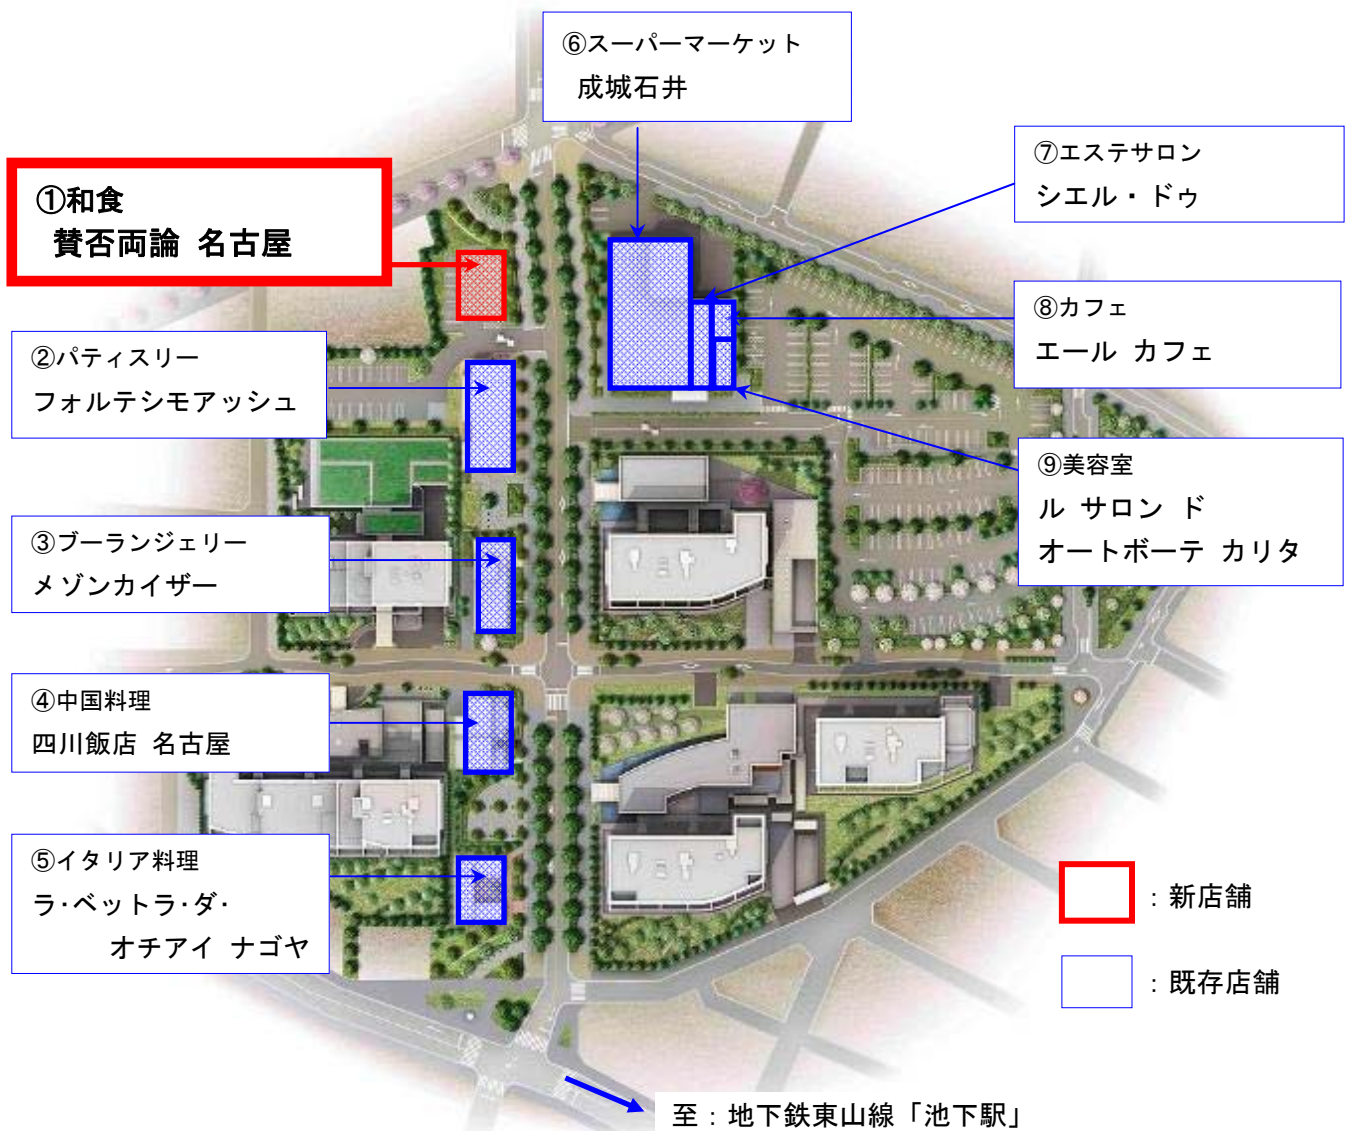 ⑥スーパーマーケット
成城石井
①和食
賛否両論 名古屋
⑦エステサロン
シエル・ドゥ
②パティスリー
フォルテシモアッシュ
⑧カフェ
エール カフェ
③ブーランジェリー
メゾンカイザー
⑨美容室
ル サロン ド
オートボーテ カリタ
④中国料理
四川飯店 名古屋
⑤イタリア料理
ラ・ベットラ・ダ・
オチアイ ナゴヤ
：新店舗
：既存店舗
至：地下鉄東山線「池下駅」